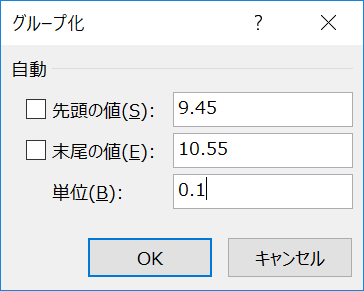 グループ化 ?
自動
先頭の値(S): 9.45
末尾の値(E): 10.55
単位(B): 0.1
OK キャンセル